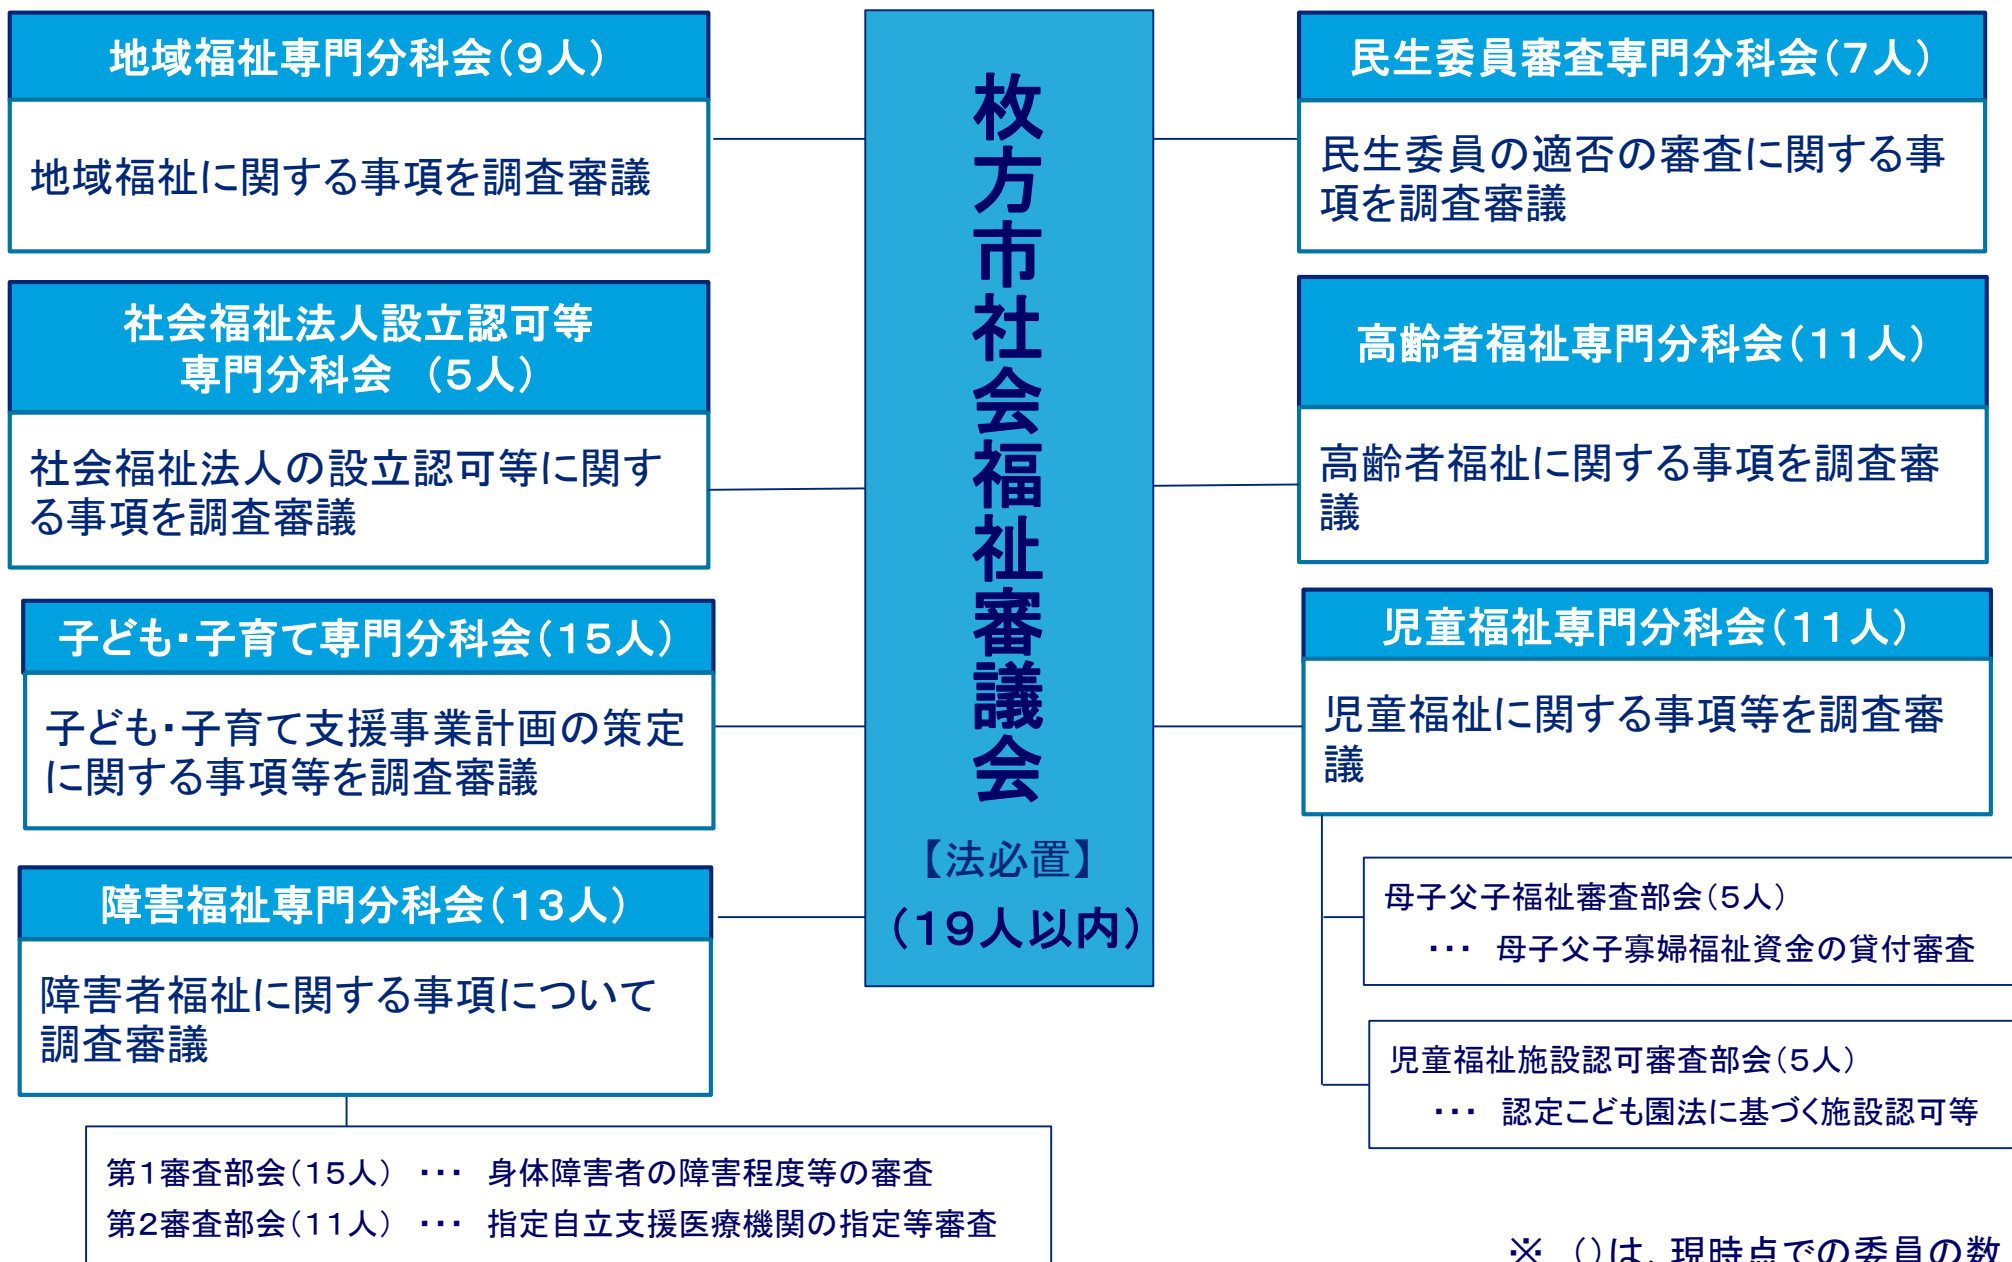 地域福祉専門分科会(9人)
地域福祉に関する事項を調査審議
社会福祉法人設立認可等
専門分科会　(5人)
社会福祉法人の設立認可等に関す
る事項を調査審議
子ども・子育て専門分科会(15人)
子ども・子育て支援事業計画の策定
に関する事項等を調査審議
障害福祉専門分科会(13人)
障害者福祉に関する事項について
調査審議
第1審査部会(15人)　・・・　身体障害者の障害程度等の審査
第2審査部会(11人)　・・・　指定自立支援医療機関の指定等審査
枚方市社会福祉審議会
【法必置】
(19人以内)
民生委員審査専門分科会(7人)
民生委員の適否の審査に関する事
項を調査審議
高齢者福祉専門分科会(11人)
高齢者福祉に関する事項を調査審
議
児童福祉専門分科会(11人)
児童福祉に関する事項等を調査審
議
母子父子福祉審査部会(5人)
・・・　母子父子寡婦福祉資金の貸付審査
児童福祉施設認可審査部会(5人)
・・・　認定こども園法に基づく施設認可等
※　()は、現時点での委員の数